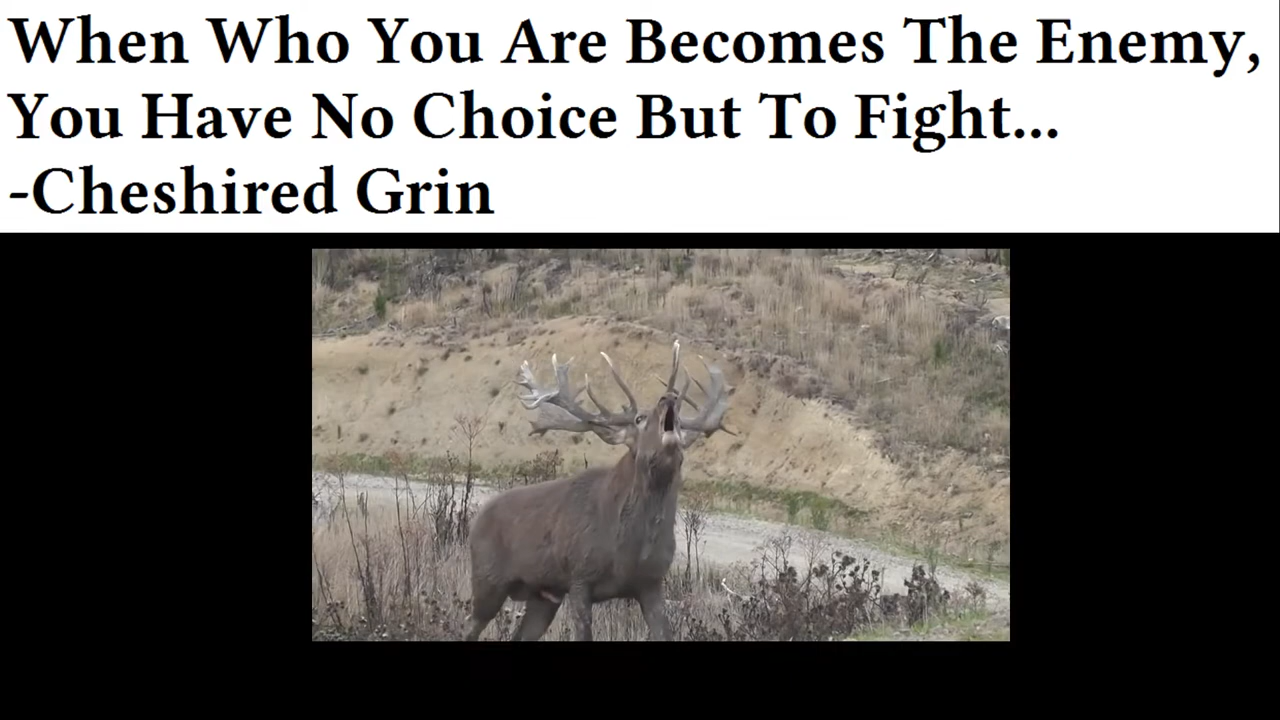 When Who You Are Becomes The Enemy,
You Have No Choice But To Fight...
-Cheshired Grin